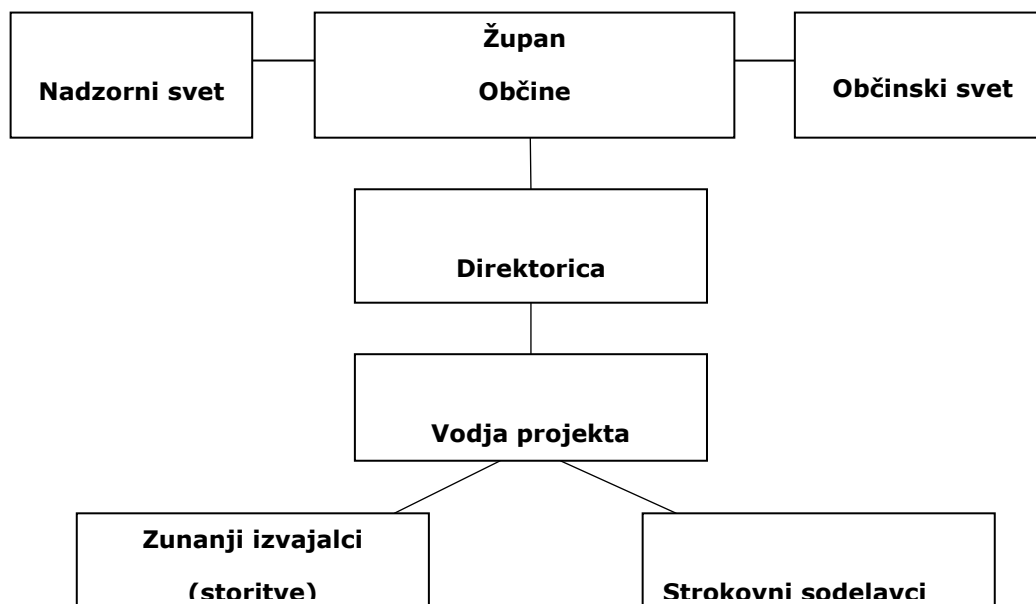 Župan
Občine
Nadzorni svet
Občinski svet
Direktorica
Vodja projekta
Zunanji izvajalci
(storitve)
Strokovni sodelavci